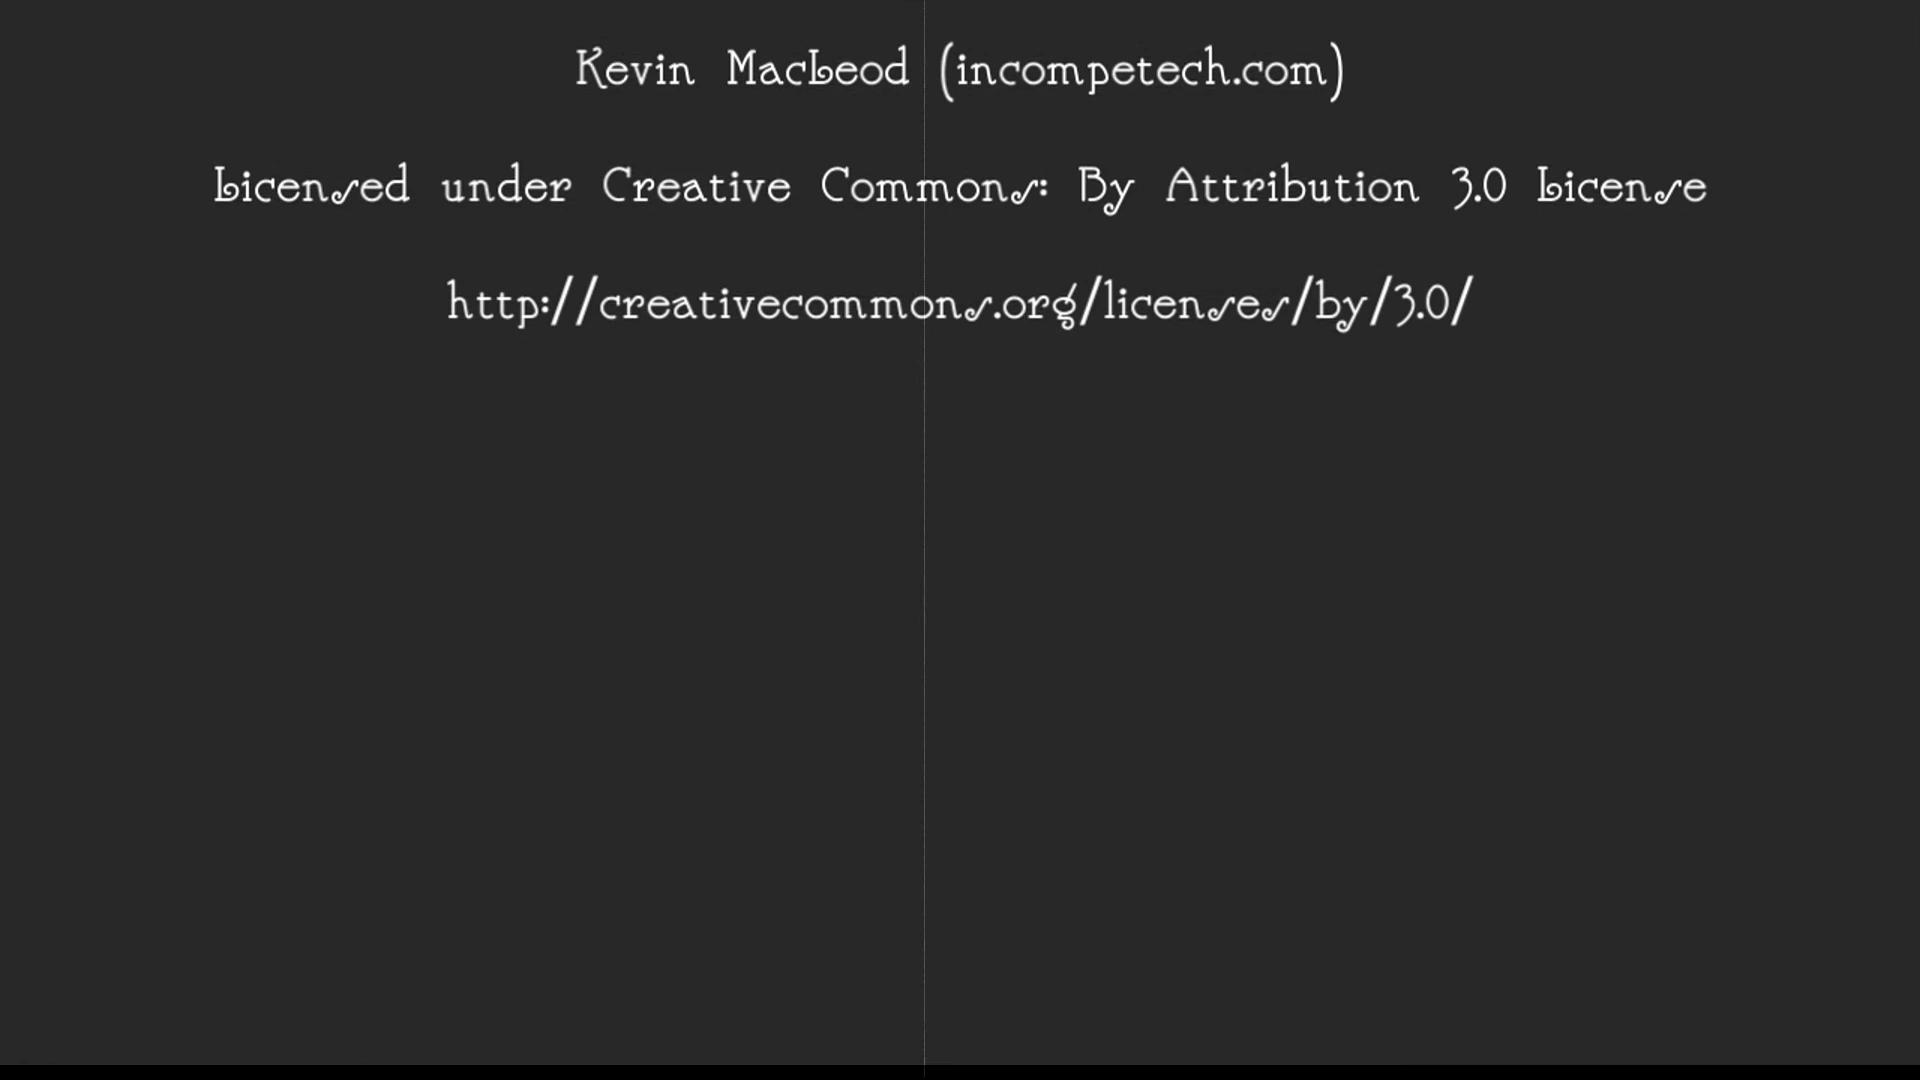 Kevin MacLeod (incompetech.com)
Licensed under Creative Commons: By Attribution 3.0 License
http://creativecommons.org/licenses/by/3.0/